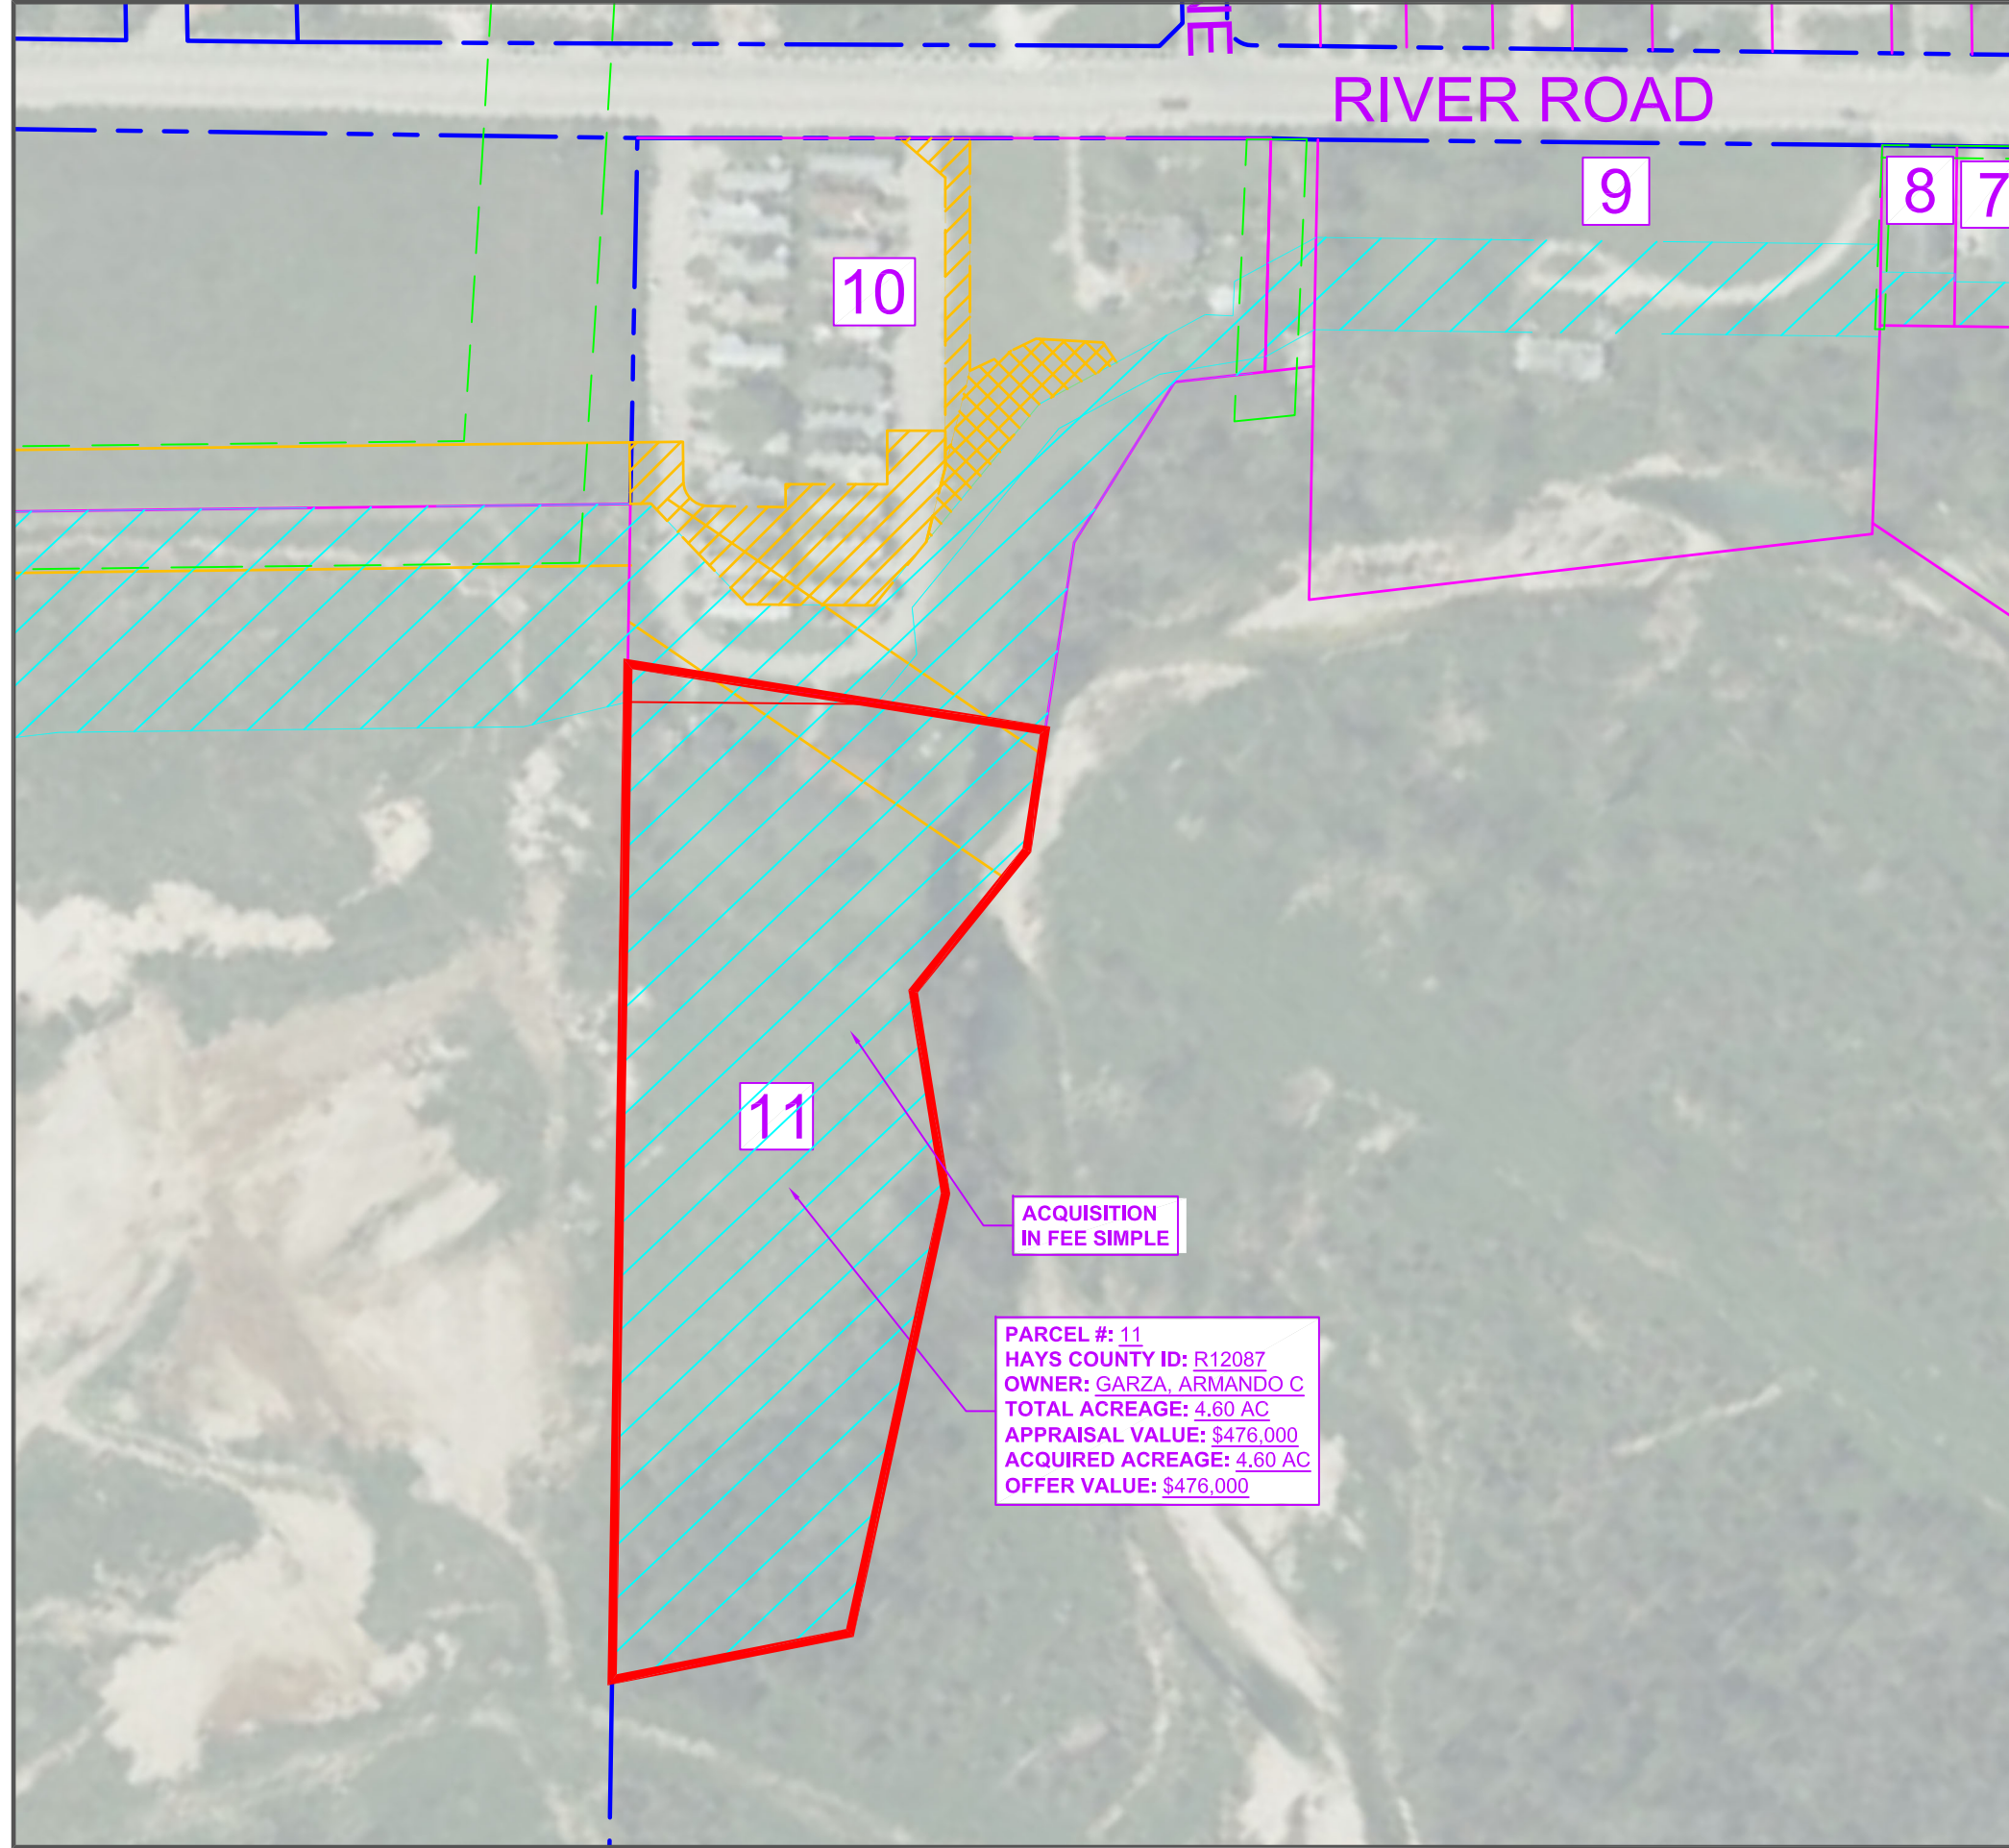 RIVER ROAD
9
8
7
10
11
ACQUISITION
IN FEE SIMPLE
PARCEL #: 11
HAYS COUNTY ID: R12087
OWNER: GARZA, ARMANDO C
TOTAL ACREAGE: 4.60 AC
APPRAISAL VALUE: $476,000
ACQUIRED ACREAGE: 4.60 AC
OFFER VALUE: $476,000